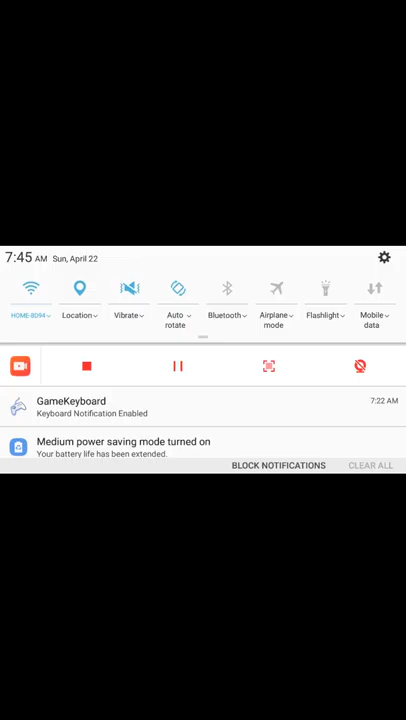 7:45 AM Sun, April 22
HOME-8D94 Location Vibrate Auto rotate Bluetooth Airplane mode Flashlight Mobile data
GameKeyboard 7:22 AM
Keyboard Notification Enabled
Medium power saving mode turned on
Your battery life has been extended.
BLOCK NOTIFICATIONS CLEAR ALL